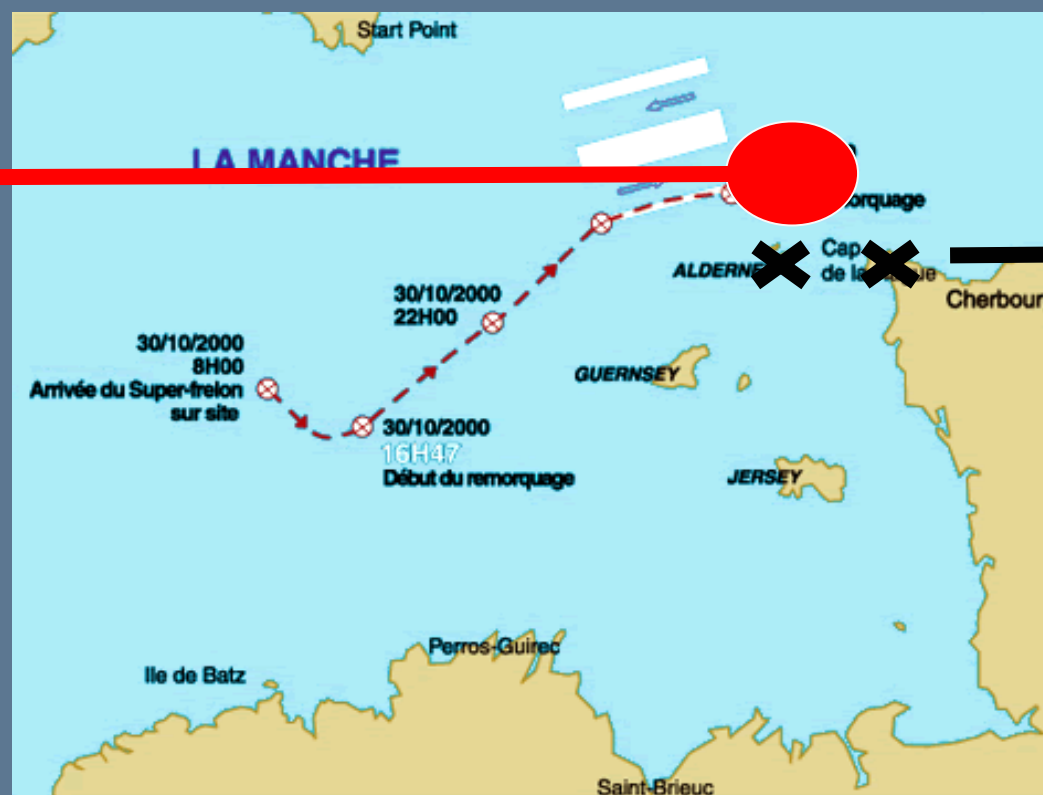 Start Point
LA MANCHE
orquage
ALDERNE
Cap
de la
gue
Cherbour
30/10/2000
22H00
30/10/2000
8H00
Arrivée du Super-frelon
sur site
GUERNSEY
30/10/2000
16H47
Début du remorquage
JERSEY
Perros-Guirec
Ile de Batz
Saint-Brieuc